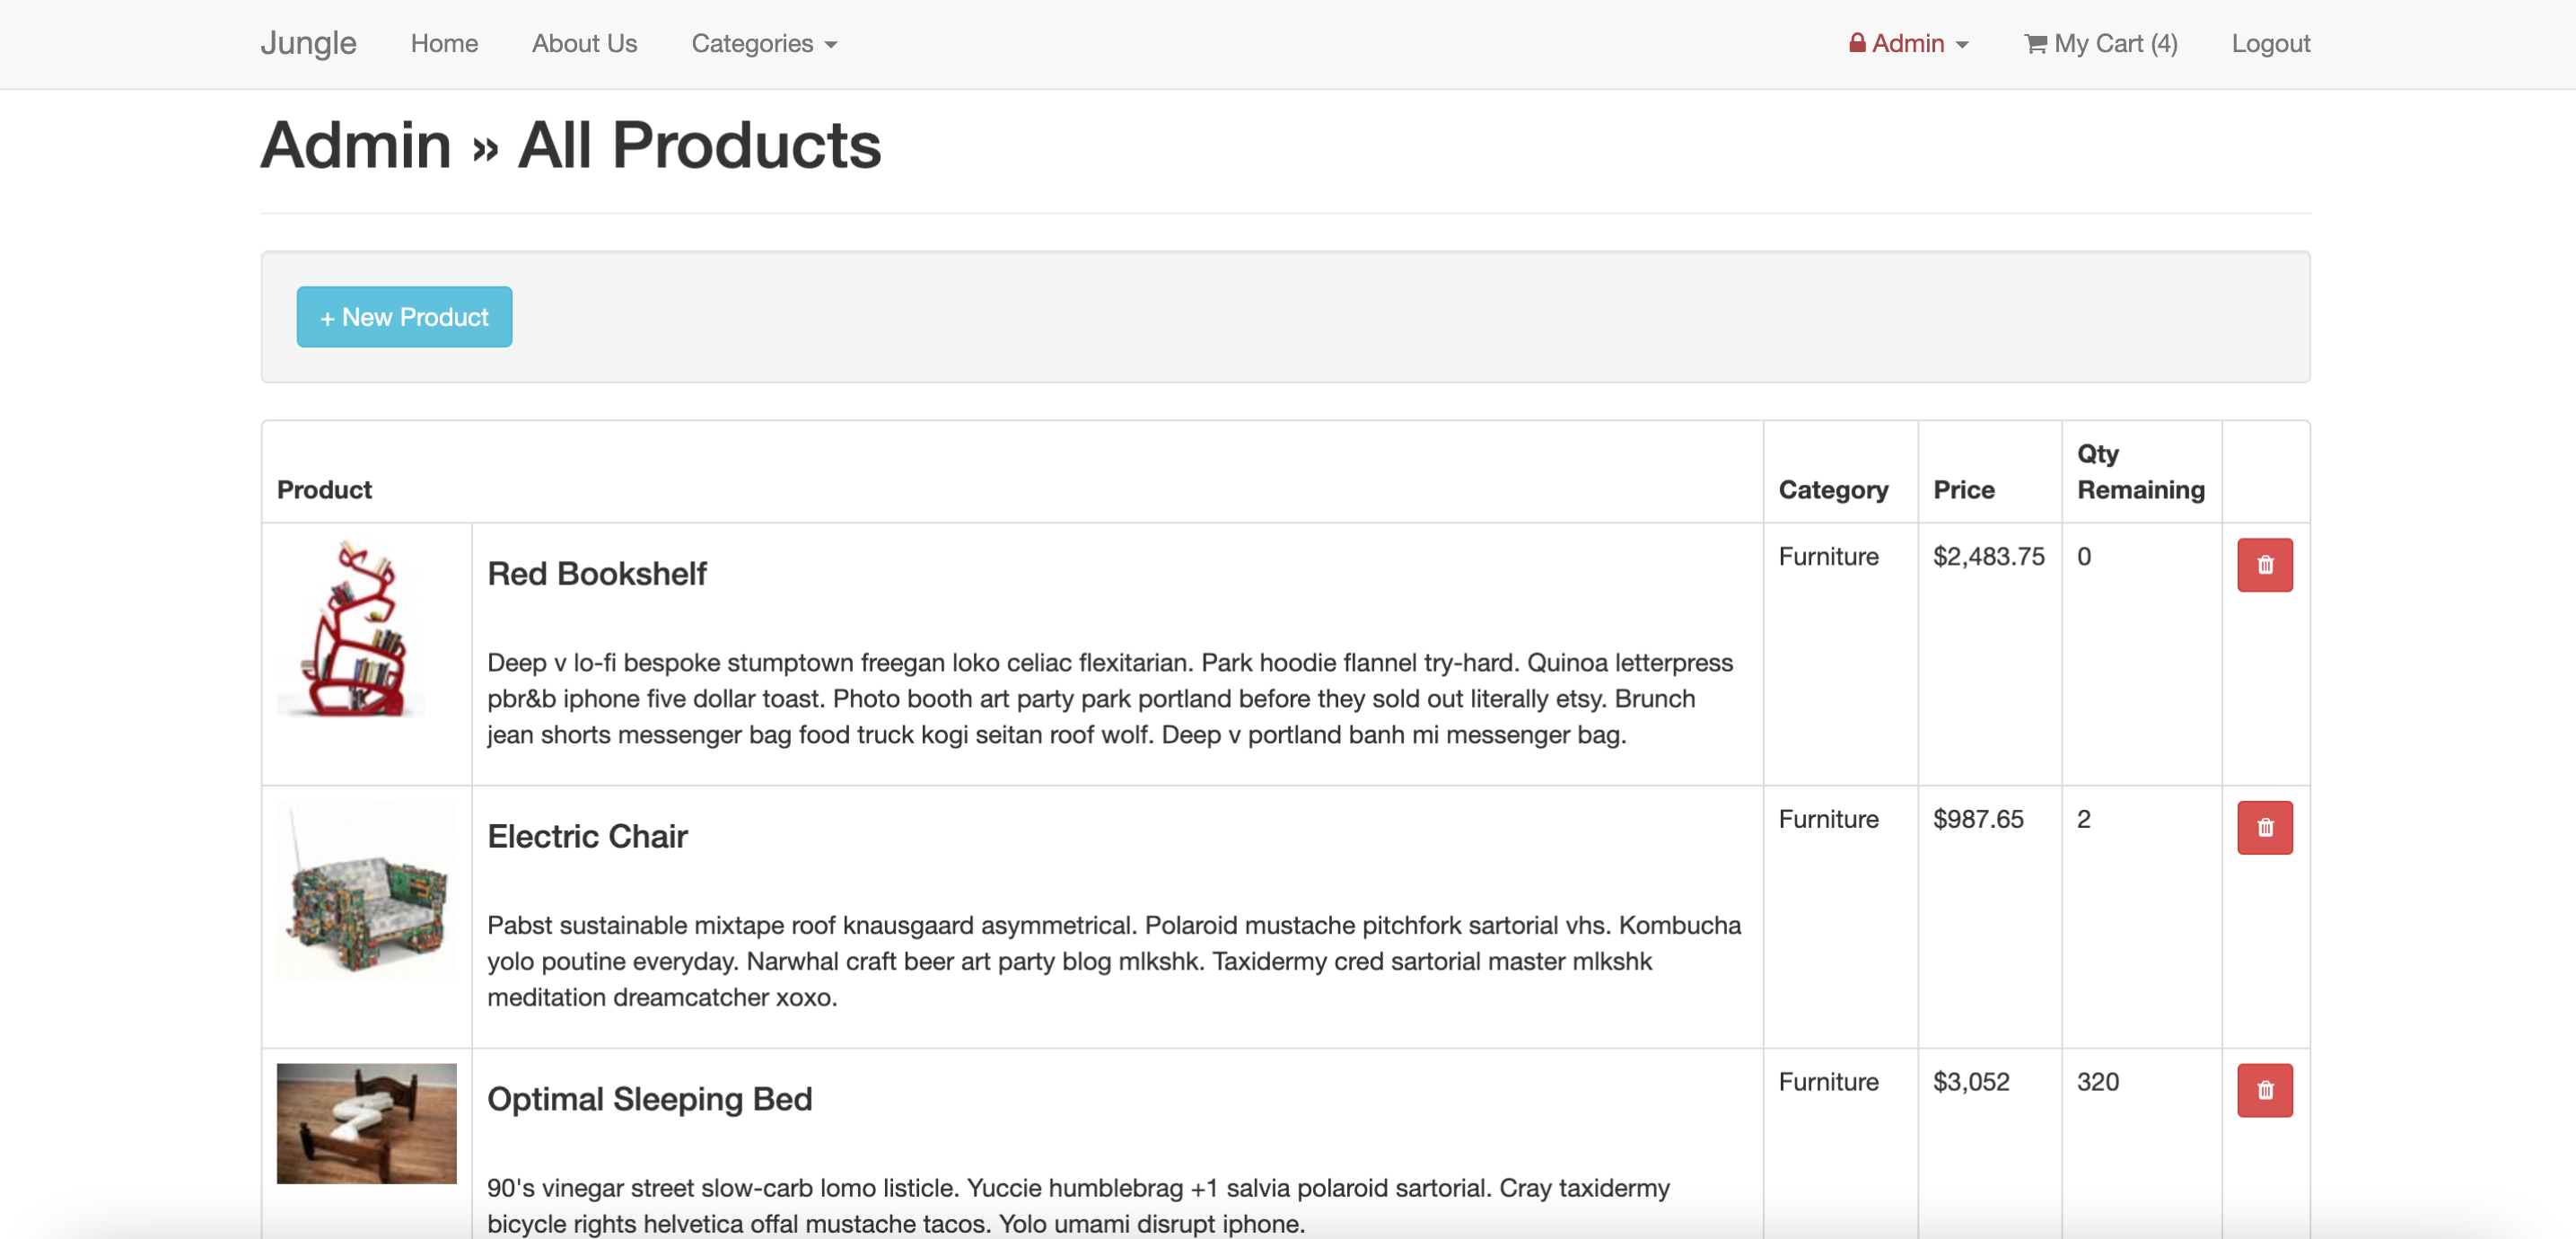 Jungle Home About Us Categories Admin My Cart (4) Logout
Admin » All Products
+ New Product
Product Category Price Qty Remaining
Red Bookshelf Furniture $2,483.75 0
Deep v lo-fi bespoke stumptown freegan loko celiac flexitarian. Park hoodie flannel try-hard. Quinoa letterpress
pbr&b iphone five dollar toast. Photo booth art party park portland before they sold out literally etsy. Brunch
jean shorts messenger bag food truck kogi seitan roof wolf. Deep v portland banh mi messenger bag.
Electric Chair Furniture $987.65 2
Pabst sustainable mixtape roof knausgaard asymmetrical. Polaroid mustache pitchfork sartorial vhs. Kombucha
yolo poutine everyday. Narwhal craft beer art party blog mlkshk. Taxidermy cred sartorial master mlkshk
meditation dreamcatcher xoxo.
Optimal Sleeping Bed Furniture $3,052 320
90's vinegar street slow-carb lomo listicle. Yuccie humblebrag +1 salvia polaroid sartorial. Cray taxidermy
bicycle rights helvetica offal mustache tacos. Yolo umami disrupt iphone.